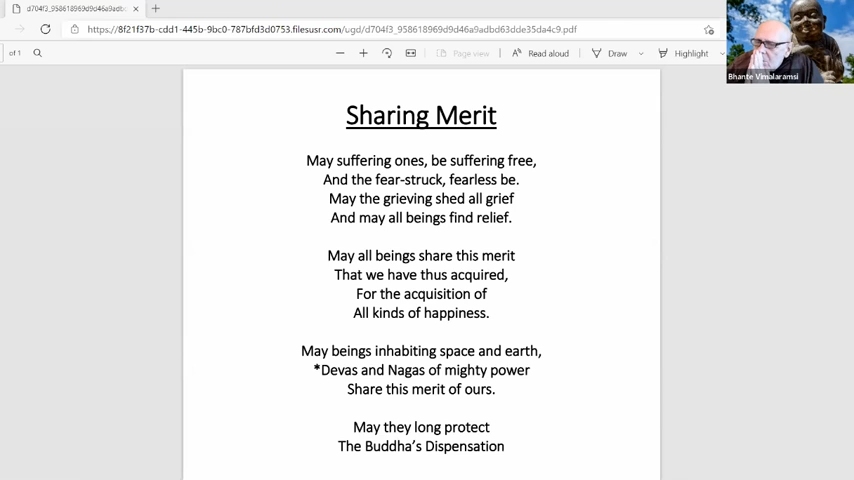 d704f3_958618969d9d46a9adbd
https://8f21f37b-cdd1-445b-9bc0-787bfd3d0753.filesusr.com/ugd/d704f3_958618969d9d46a9adbd63dde35da4c9.pdf
of 1
Page view
Read aloud
Draw
Highlight
Bhante Vimalaramsi
Sharing Merit
May suffering ones, be suffering free,
And the fear-struck, fearless be.
May the grieving shed all grief
And may all beings find relief.
May all beings share this merit
That we have thus acquired,
For the acquisition of
All kinds of happiness.
May beings inhabiting space and earth,
*Devas and Nagas of mighty power
Share this merit of ours.
May they long protect
The Buddha's Dispensation